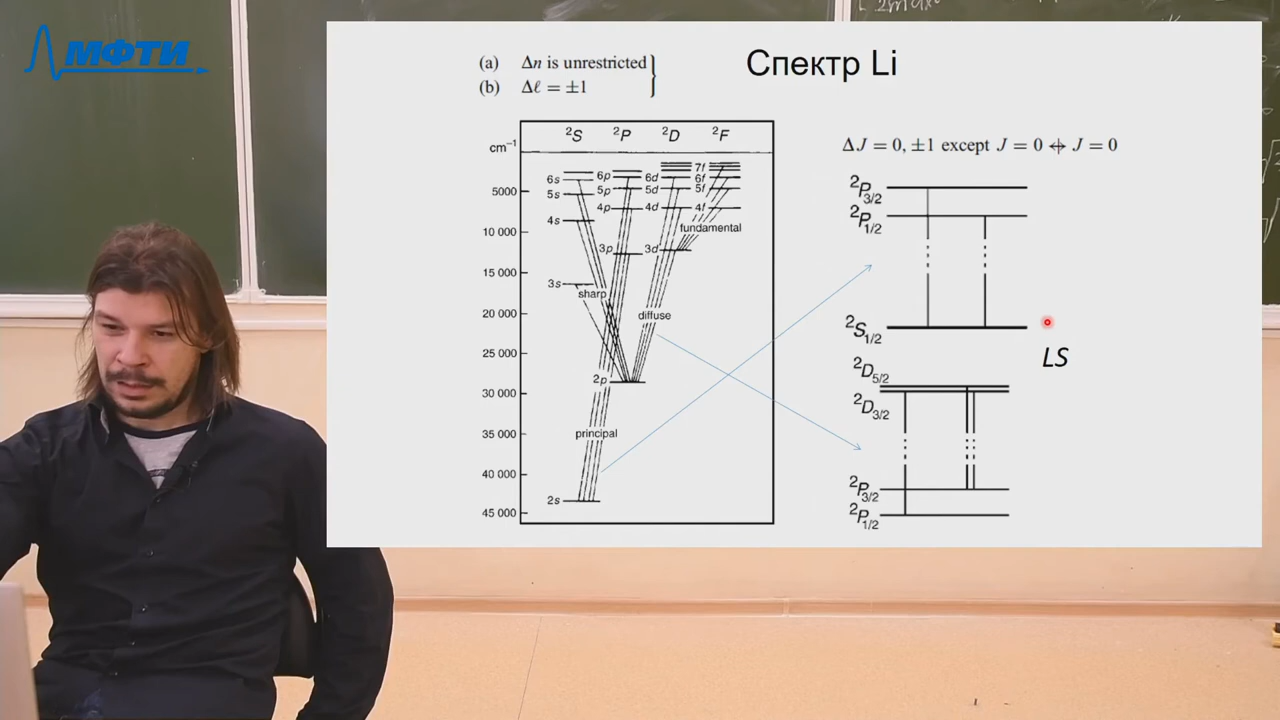 МФТИ
(a) Δn is unrestricted
(b) Δℓ = ±1
Спектр Li
²S ²P ²D ²F
cm⁻¹
5000
10 000
15 000
20 000
25 000
30 000
35 000
40 000
45 000
6s 6p 6d 7f
6f
5s 5p 5d 5f
4s 4p 4d 4f
fundamental
3s 3p 3d
sharp
diffuse
2p
principal
2s
ΔJ = 0, ±1 except J = 0 ↮ J = 0
²P3/2
²P1/2
²S1/2
LS
²D5/2
²D3/2
²P3/2
²P1/2